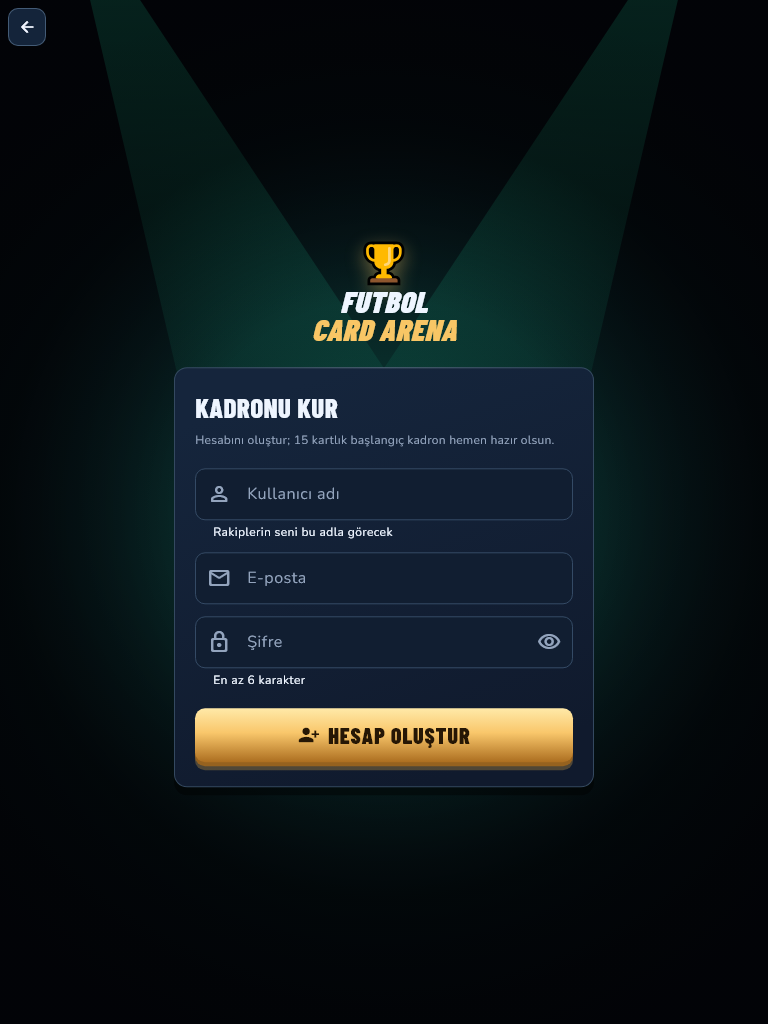 FUTBOL
CARD ARENA
KADRONU KUR
Hesabını oluştur; 15 kartlık başlangıç kadron hemen hazır olsun.
Kullanıcı adı
Rakiplerin seni bu adla görecek
E-posta
Şifre
En az 6 karakter
HESAP OLUŞTUR